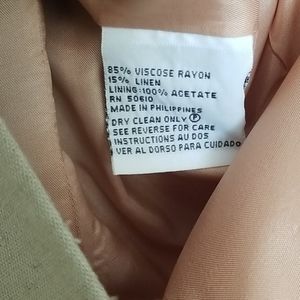 85% VISCOSE RAYON
15% LINEN
LINING:100% ACETATE
RN 50610
MADE IN PHILIPPINES
DRY CLEAN ONLY Ⓟ
SEE REVERSE FOR CARE
INSTRUCTIONS AU DOS
VER AL DORSO PARA CUIDADO